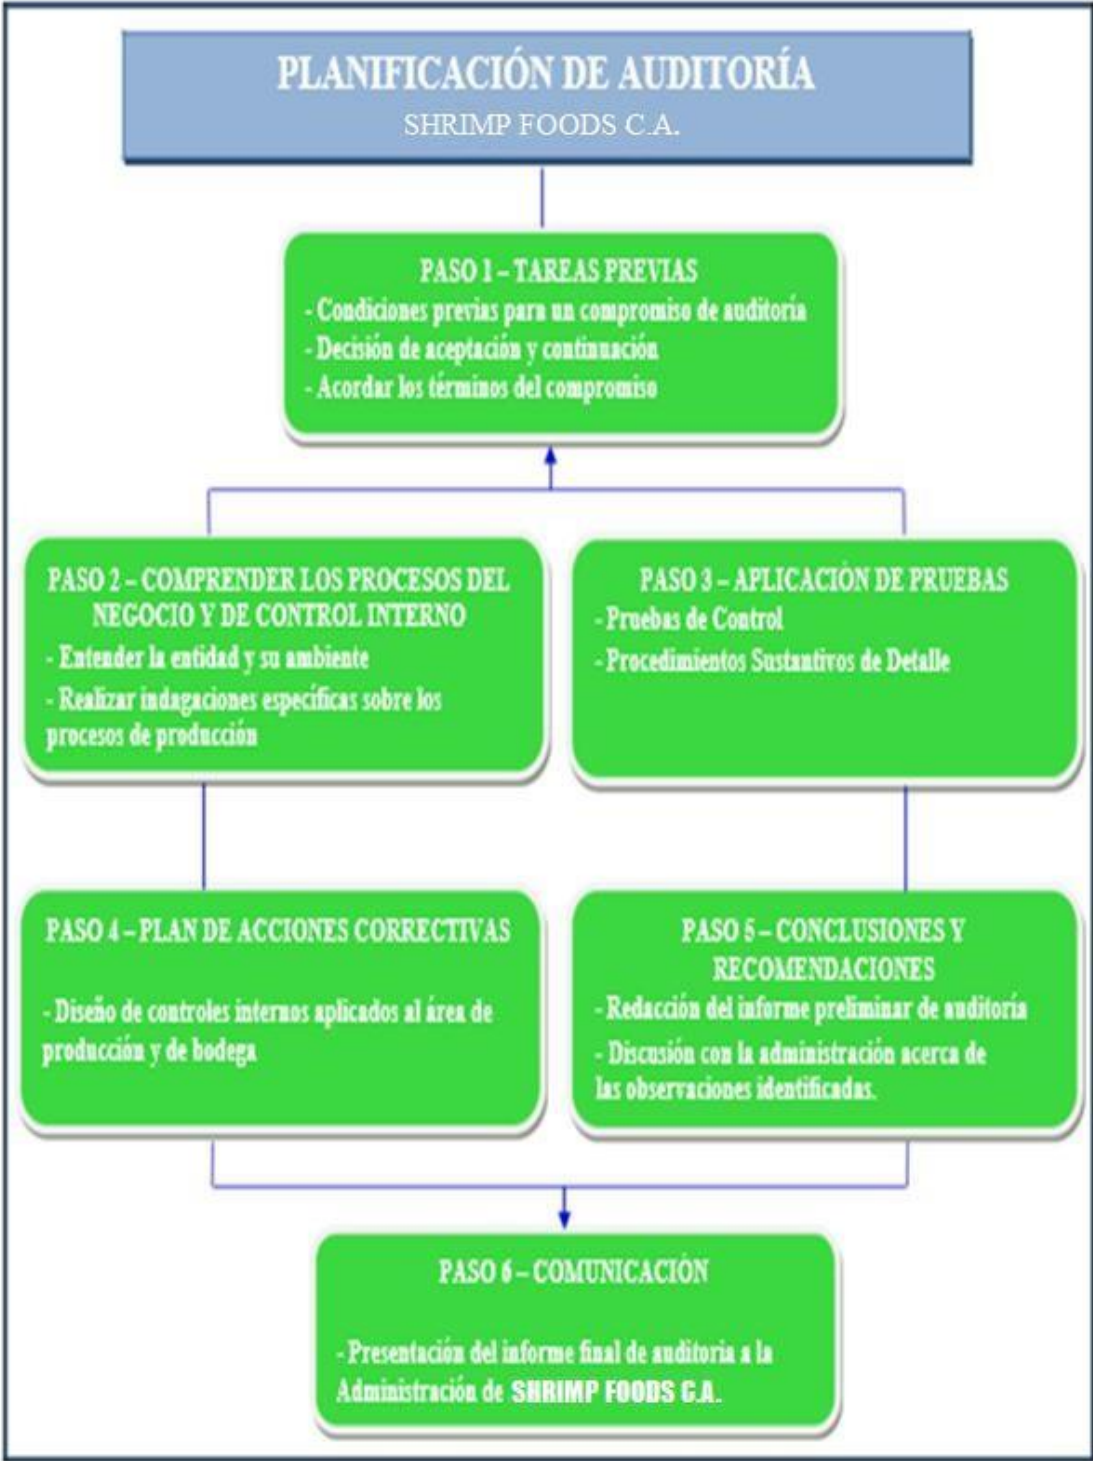 PLANIFICACIÓN DE AUDITORÍA
SHRIMP FOODS C.A.
PASO 1 – TAREAS PREVIAS
- Condiciones previas para un compromiso de auditoría
- Decisión de aceptación y continuación
- Acordar los términos del compromiso
PASO 2 – COMPRENDER LOS PROCESOS DEL
NEGOCIO Y DE CONTROL INTERNO
- Entender la entidad y su ambiente
- Realizar indagaciones específicas sobre los
procesos de producción
PASO 3 – APLICACIÓN DE PRUEBAS
- Pruebas de Control
- Procedimientos Sustantivos de Detalle
PASO 4 – PLAN DE ACCIONES CORRECTIVAS
- Diseño de controles internos aplicados al área de
producción y de bodega
PASO 5 – CONCLUSIONES Y
RECOMENDACIONES
- Redacción del informe preliminar de auditoría
- Discusión con la administración acerca de
las observaciones identificadas.
PASO 6 – COMUNICACIÓN
- Presentación del informe final de auditoria a la
Administración de SHRIMP FOODS C.A.